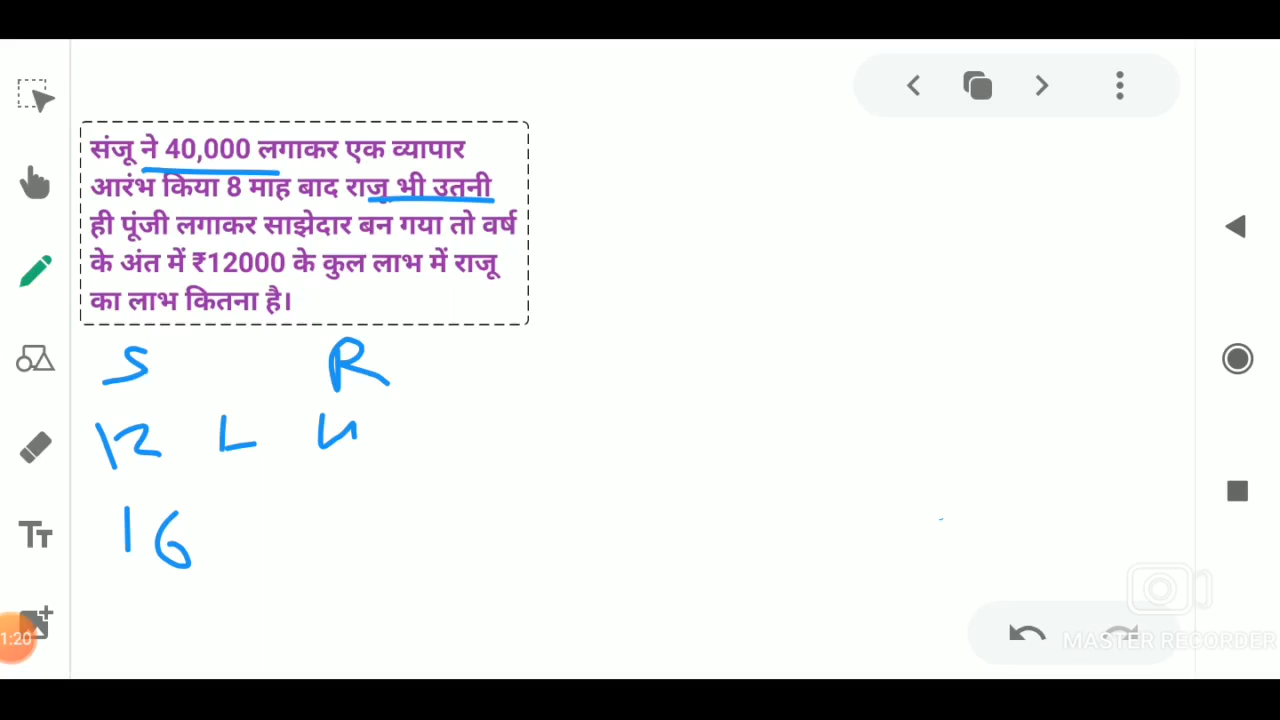 संजू ने 40,000 लगाकर एक व्यापार
आरंभ किया 8 माह बाद राजू भी उतनी
ही पूंजी लगाकर साझेदार बन गया तो वर्ष
के अंत में ₹12000 के कुल लाभ में राजू
का लाभ कितना है।
S R
12 L 4
16
TT
1:20
MASTER RECORDER